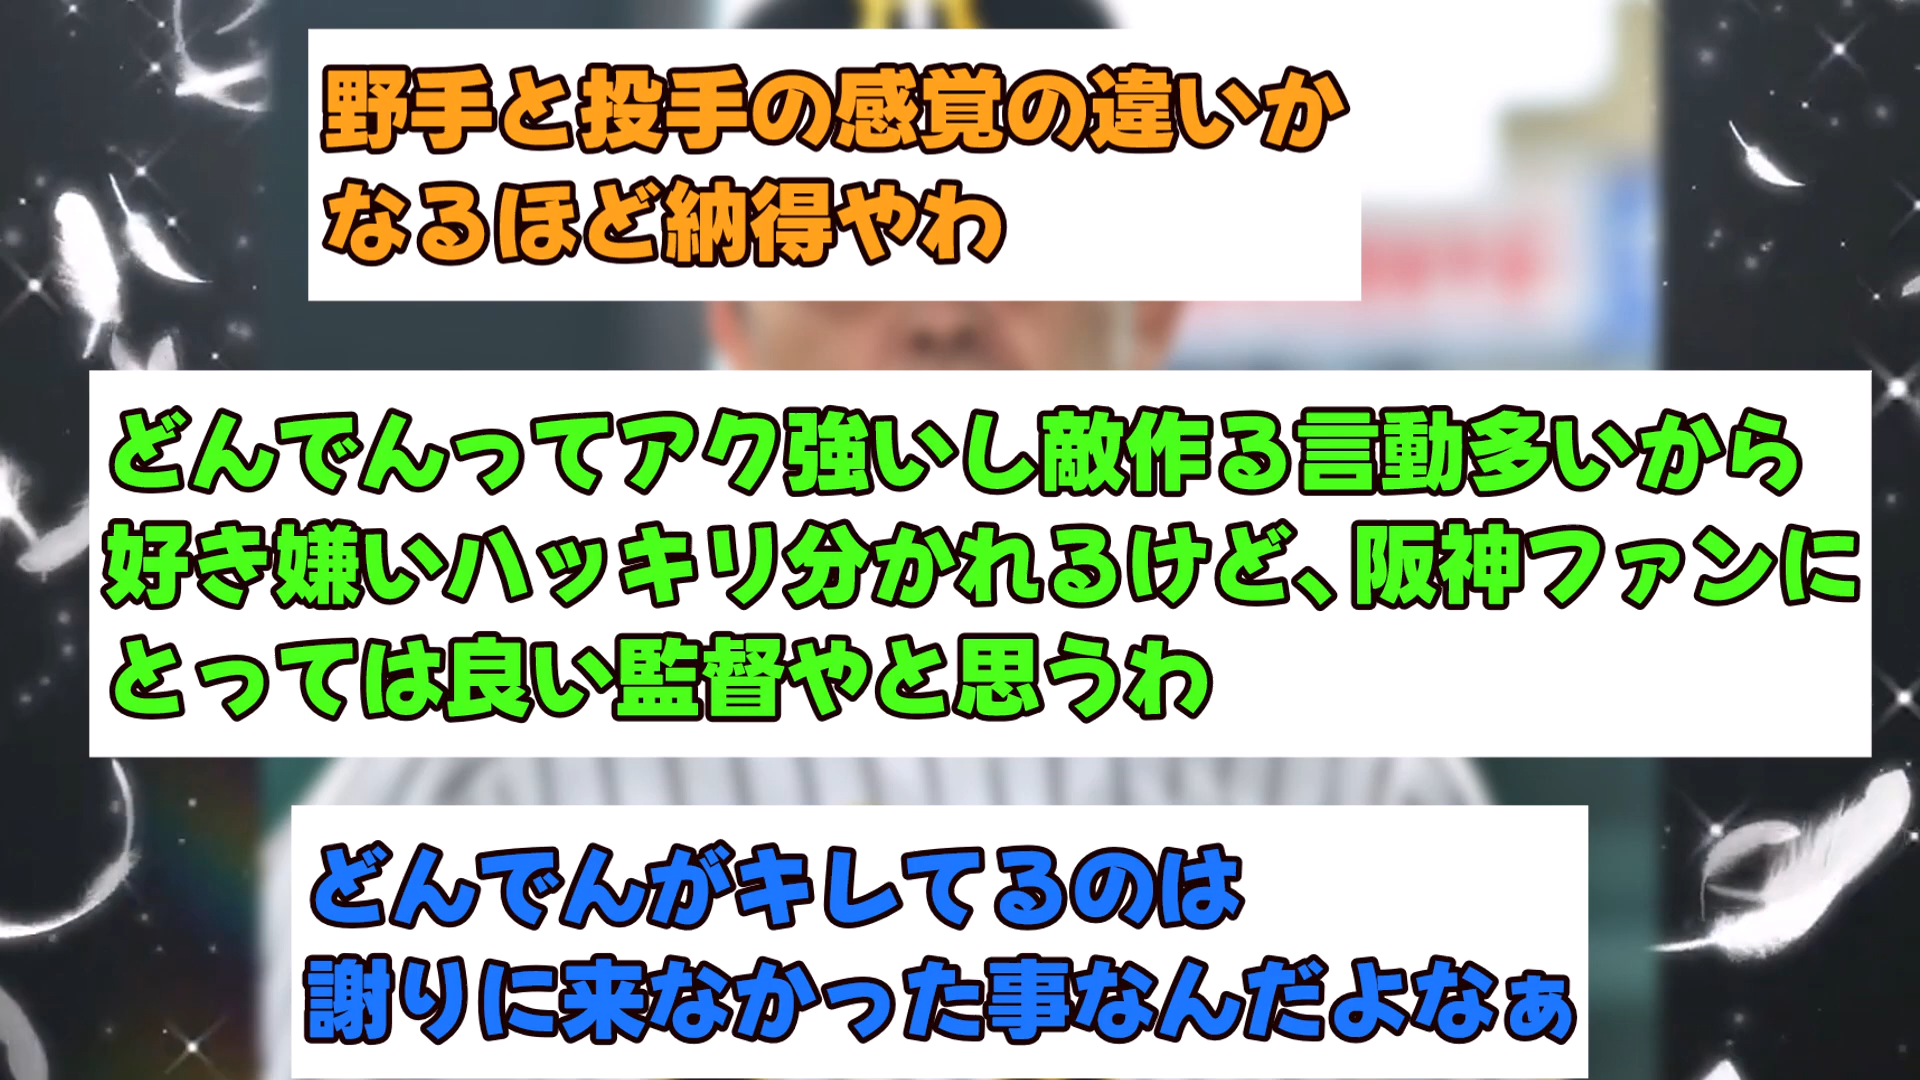 野手と投手の感覚の違いか
なるほど納得やわ
どんでんってアク強いし敵作る言動多いから
好き嫌いハッキリ分かれるけど、阪神ファンに
とっては良い監督やと思うわ
どんでんがキレてるのは
謝りに来なかった事なんだよなぁ